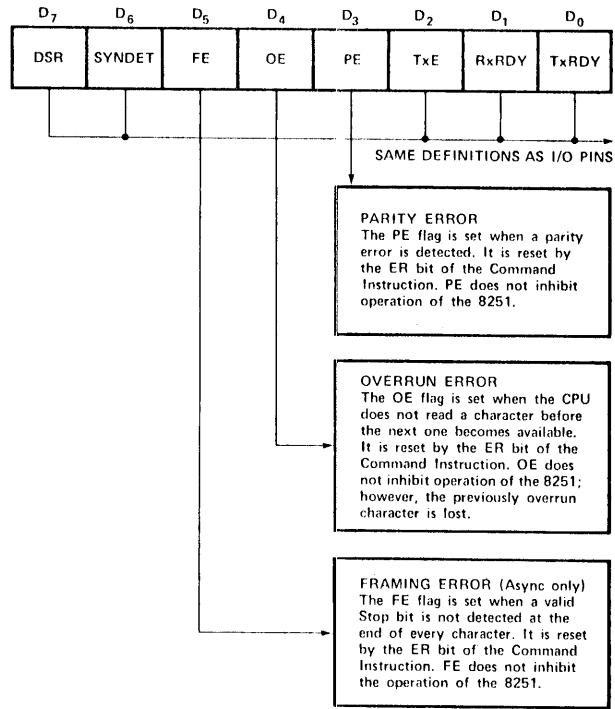 D7 D6 D5 D4 D3 D2 D1 D0
DSR SYNDET FE OE PE TxE RxRDY TxRDY
SAME DEFINITIONS AS I/O PINS
PARITY ERROR
The PE flag is set when a parity
error is detected. It is reset by
the ER bit of the Command
Instruction. PE does not inhibit
operation of the 8251.
OVERRUN ERROR
The OE flag is set when the CPU
does not read a character before
the next one becomes available.
It is reset by the ER bit of the
Command Instruction. OE does
not inhibit operation of the 8251;
however, the previously overrun
character is lost.
FRAMING ERROR (Async only)
The FE flag is set when a valid
Stop bit is not detected at the
end of every character. It is reset
by the ER bit of the Command
Instruction. FE does not inhibit
the operation of the 8251.